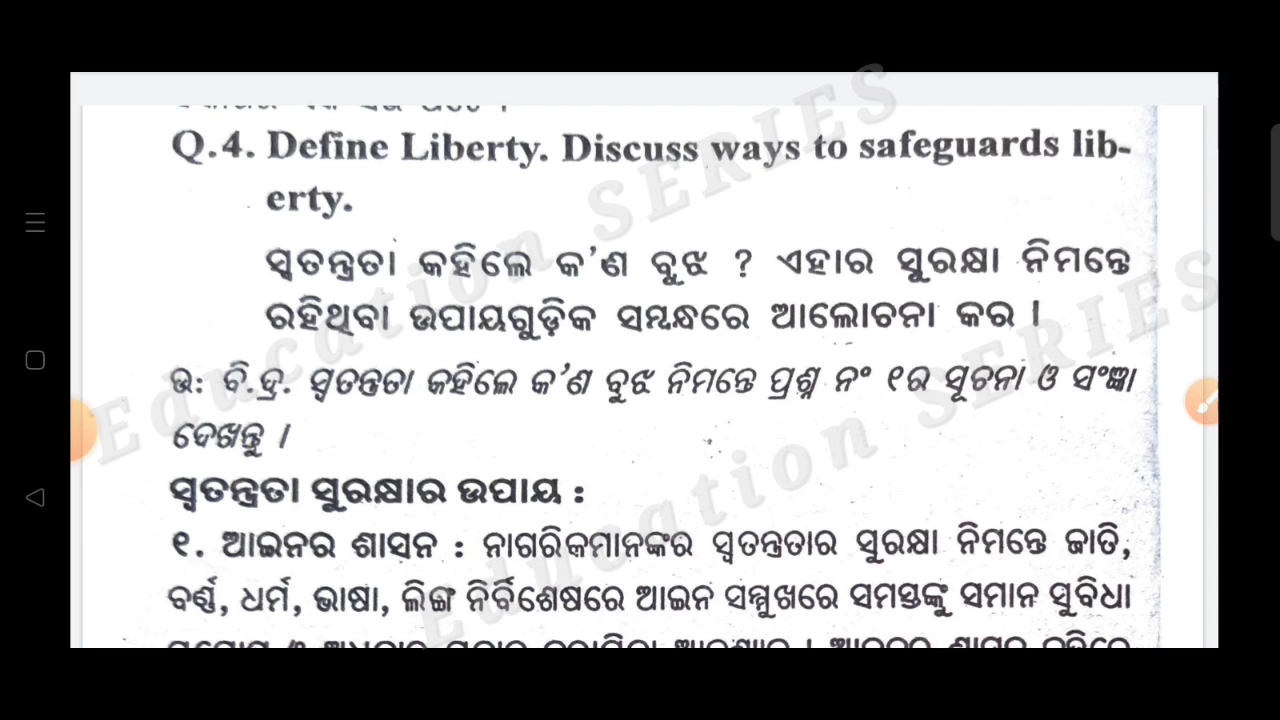 Q.4. Define Liberty. Discuss ways to safeguards lib-
erty.
ସ୍ୱତନ୍ତ୍ରତା କହିଲେ କ'ଣ ବୁଝ ? ଏହାର ସୁରକ୍ଷା ନିମନ୍ତେ
ରହିଥିବା ଉପାୟଗୁଡ଼ିକ ସମ୍ବନ୍ଧରେ ଆଲୋଚନା କର ।
ଉ: ବି.ଦ୍ର. ସ୍ୱତନ୍ତ୍ରତା କହିଲେ କ'ଣ ବୁଝ ନିମନ୍ତେ ପ୍ରଶ୍ନ ନଂ ୧ର ସୂଚନା ଓ ସଂଜ୍ଞା
ଦେଖନ୍ତୁ ।
ସ୍ୱତନ୍ତ୍ରତା ସୁରକ୍ଷାର ଉପାୟ :
୧. ଆଇନର ଶାସନ : ନାଗରିକମାନଙ୍କର ସ୍ୱତନ୍ତ୍ରତାର ସୁରକ୍ଷା ନିମନ୍ତେ ଜାତି,
ବର୍ଣ୍ଣ, ଧର୍ମ, ଭାଷା, ଲିଙ୍ଗ ନିର୍ବିଶେଷରେ ଆଇନ ସମ୍ମୁଖରେ ସମସ୍ତଙ୍କୁ ସମାନ ସୁବିଧା
Education SERIES
Education SERIES